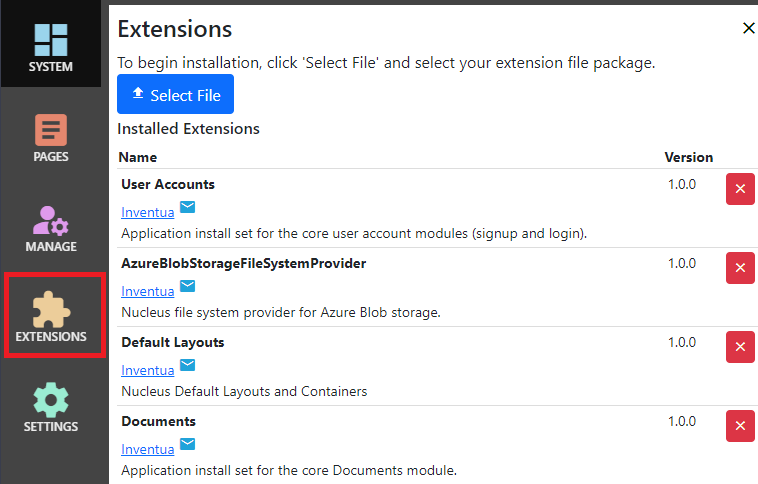 SYSTEM
PAGES
MANAGE
EXTENSIONS
SETTINGS
Extensions
To begin installation, click 'Select File' and select your extension file package.
Select File
Installed Extensions
Name Version
User Accounts 1.0.0
Inventua
Application install set for the core user account modules (signup and login).
AzureBlobStorageFileSystemProvider 1.0.0
Inventua
Nucleus file system provider for Azure Blob storage.
Default Layouts 1.0.0
Inventua
Nucleus Default Layouts and Containers
Documents 1.0.0
Inventua
Application install set for the core Documents module.